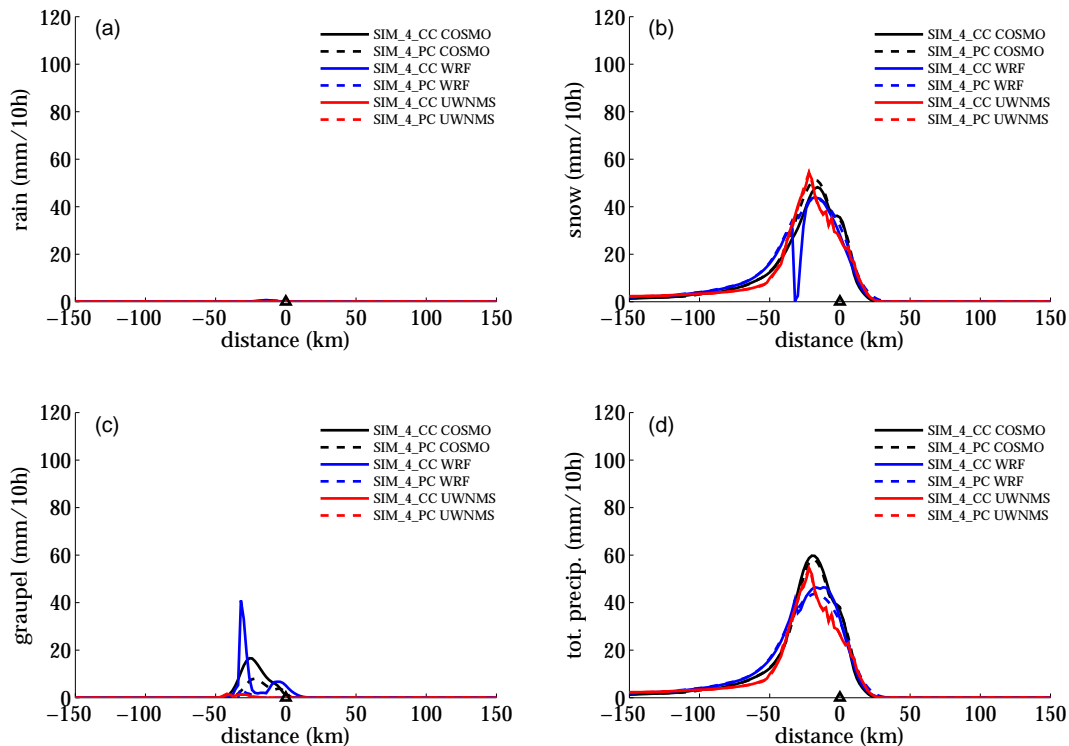 (a)
SIM_4_CC COSMO
SIM_4_PC COSMO
SIM_4_CC WRF
SIM_4_PC WRF
SIM_4_CC UWNMS
SIM_4_PC UWNMS
120
100
80
60
40
20
0
rain (mm/10h)
−150 −100 −50 0 50 100 150
distance (km)
(b)
SIM_4_CC COSMO
SIM_4_PC COSMO
SIM_4_CC WRF
SIM_4_PC WRF
SIM_4_CC UWNMS
SIM_4_PC UWNMS
120
100
80
60
40
20
0
snow (mm/10h)
−150 −100 −50 0 50 100 150
distance (km)
(c)
SIM_4_CC COSMO
SIM_4_PC COSMO
SIM_4_CC WRF
SIM_4_PC WRF
SIM_4_CC UWNMS
SIM_4_PC UWNMS
120
100
80
60
40
20
0
graupel (mm/10h)
−150 −100 −50 0 50 100 150
distance (km)
(d)
SIM_4_CC COSMO
SIM_4_PC COSMO
SIM_4_CC WRF
SIM_4_PC WRF
SIM_4_CC UWNMS
SIM_4_PC UWNMS
120
100
80
60
40
20
0
tot. precip. (mm/10h)
−150 −100 −50 0 50 100 150
distance (km)